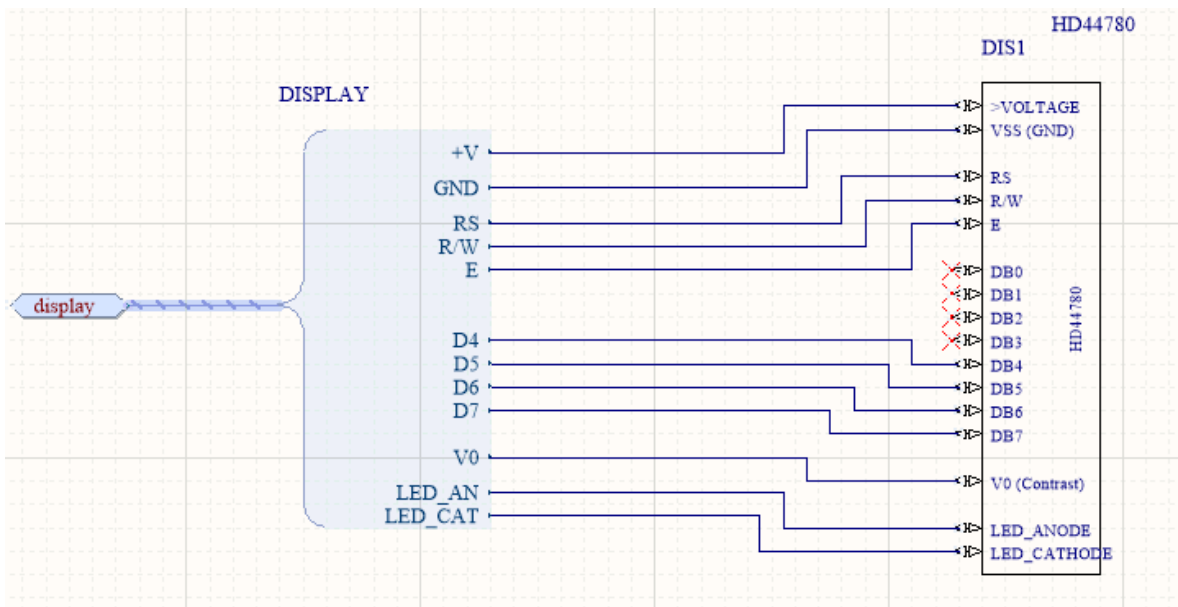 HD44780
DIS1
DISPLAY
>VOLTAGE
VSS (GND)
+V
GND
RS
R/W
E
RS
R/W
E
display
DB0
DB1
DB2
DB3
DB4
DB5
DB6
DB7
HD44780
D4
D5
D6
D7
V0
LED_AN
LED_CAT
V0 (Contrast)
LED_ANODE
LED_CATHODE